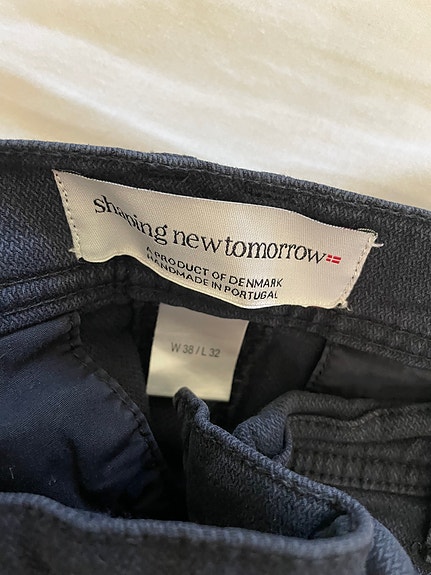 shaping newtomorrow
A PRODUCT OF DENMARK
HANDMADE IN PORTUGAL
W 38 / L 32